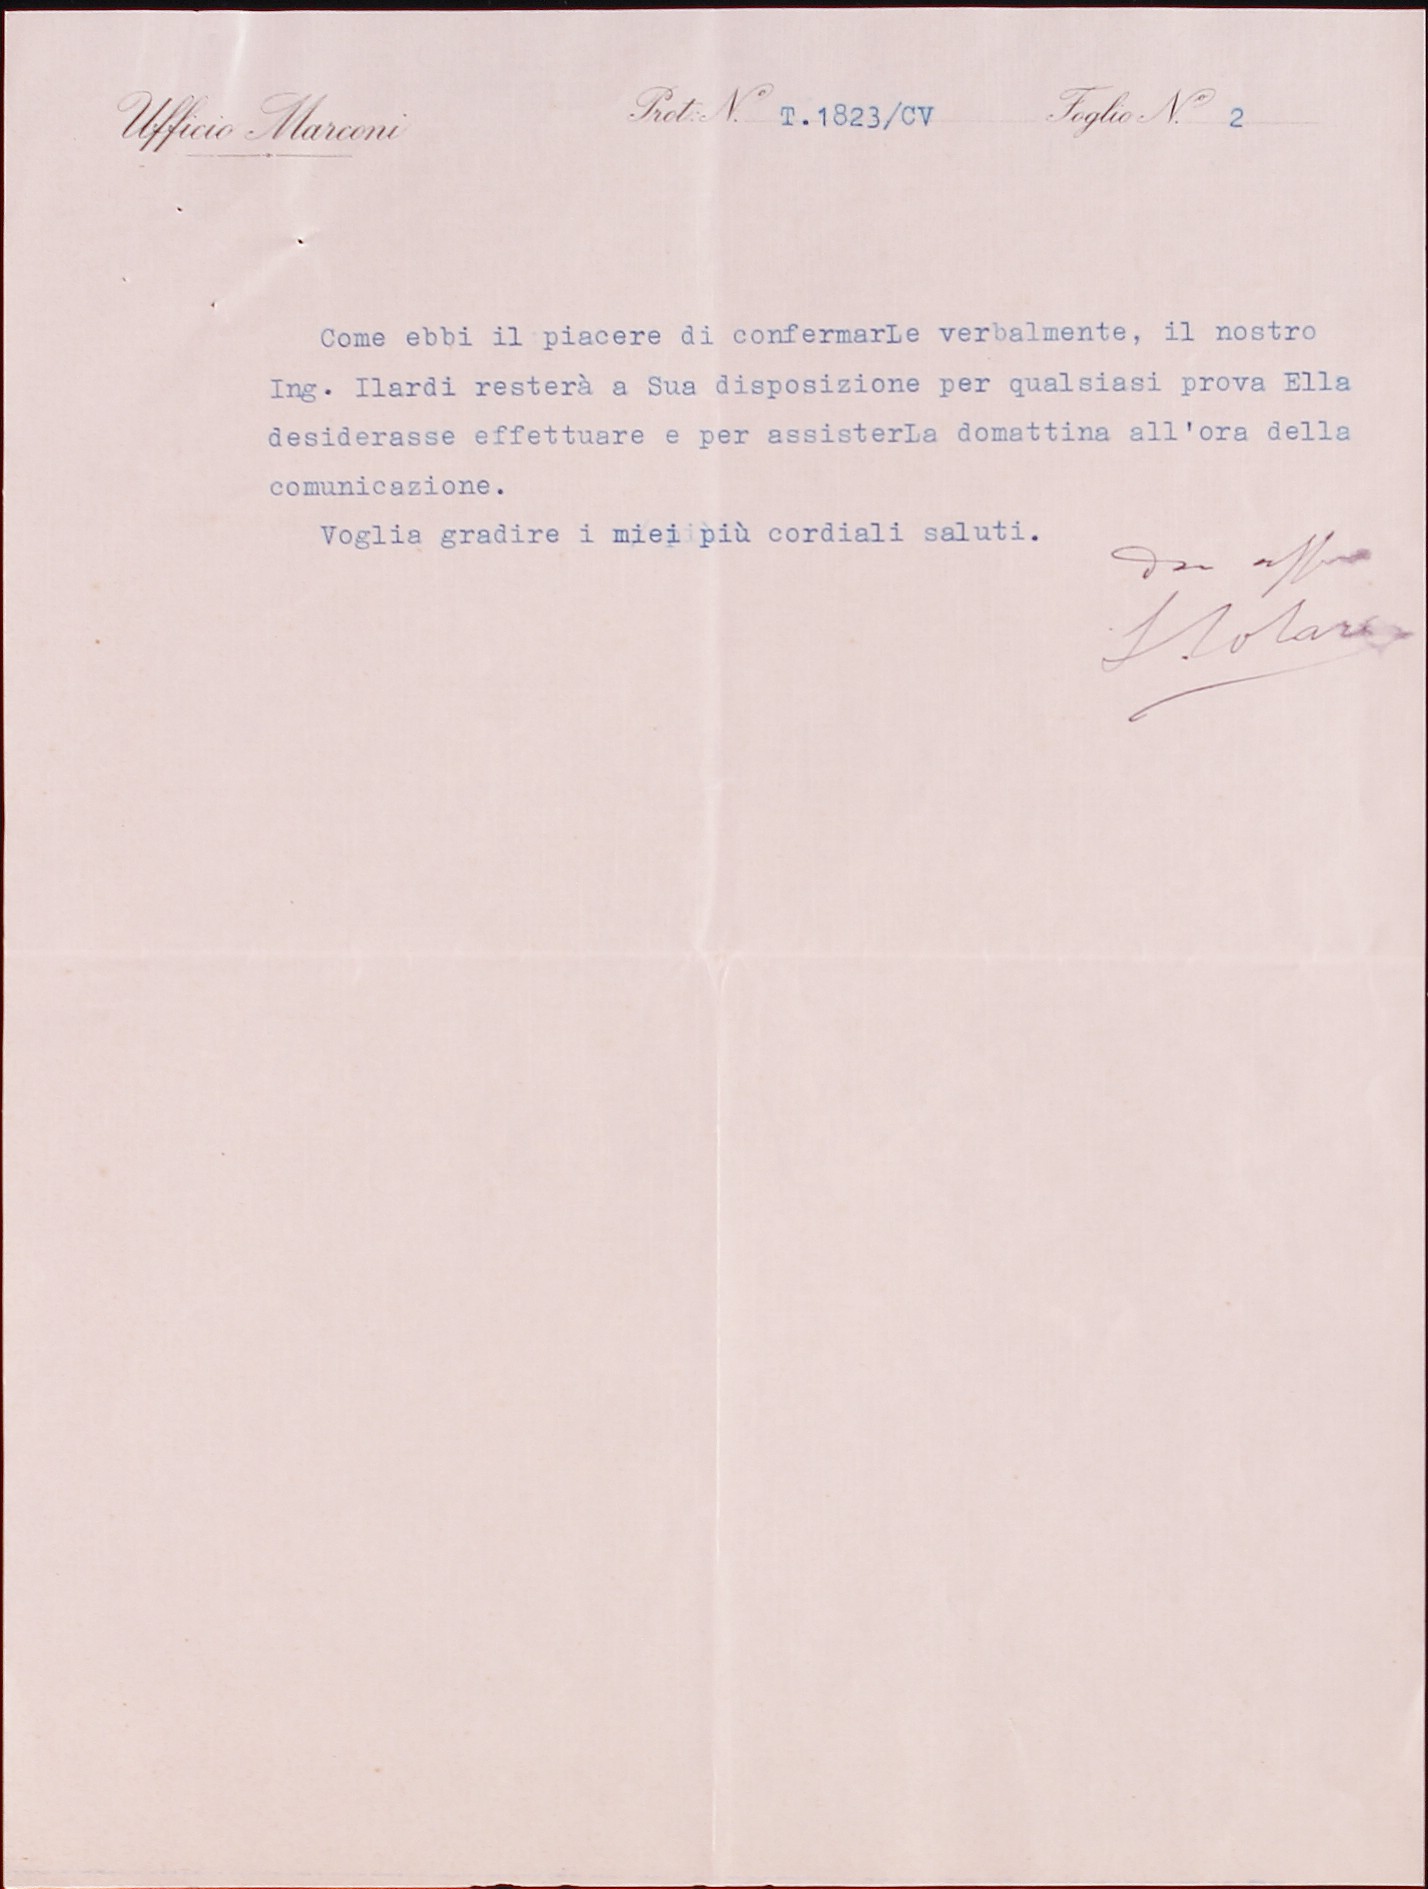 Ufficio Marconi Prot. N.º T.1823/CV Foglio N.º 2
Come ebbi il piacere di confermarLe verbalmente, il nostro
Ing. Ilardi resterà a Sua disposizione per qualsiasi prova Ella
desiderasse effettuare e per assisterLa domattina all'ora della
comunicazione.
Voglia gradire i miei più cordiali saluti.
L. Solari